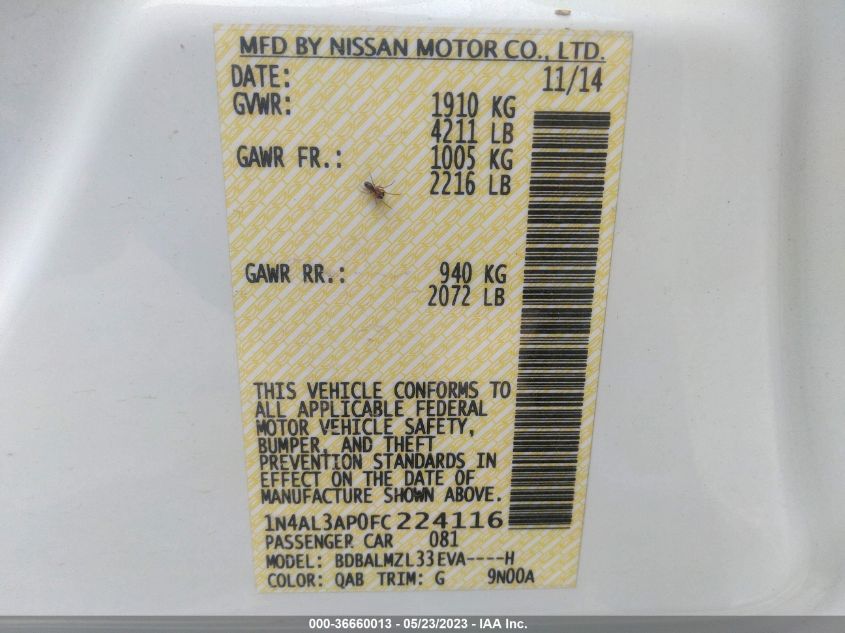 MFD BY NISSAN MOTOR CO., LTD.
DATE: 11/14
GVWR: 1910 KG
4211 LB
GAWR FR.: 1005 KG
2216 LB
GAWR RR.: 940 KG
2072 LB
THIS VEHICLE CONFORMS TO
ALL APPLICABLE FEDERAL
MOTOR VEHICLE SAFETY,
BUMPER, AND THEFT
PREVENTION STANDARDS IN
EFFECT ON THE DATE OF
MANUFACTURE SHOWN ABOVE.
1N4AL3AP0FC224116
PASSENGER CAR 081
MODEL: BDBALMZL33EVA----H
COLOR: QAB TRIM: G 9N00A
000-36660013 - 05/23/2023 - IAA Inc.